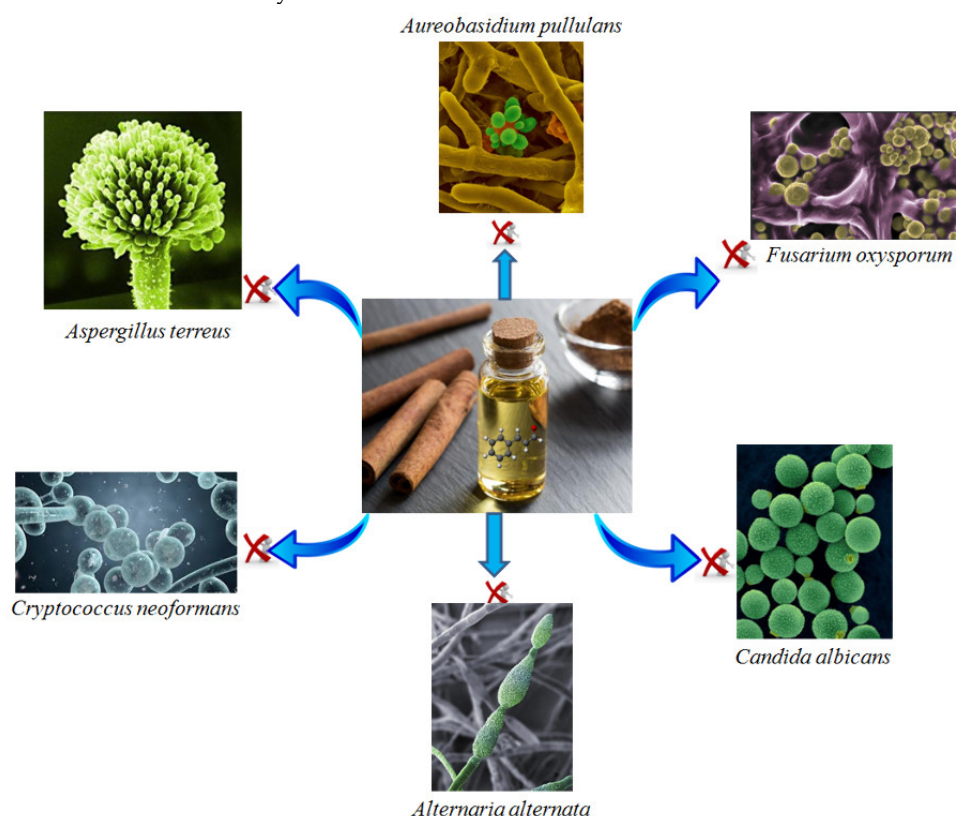 Aureobasidium pullulans
Fusarium oxysporum
Aspergillus terreus
Cryptococcus neoformans
Candida albicans
Alternaria alternata